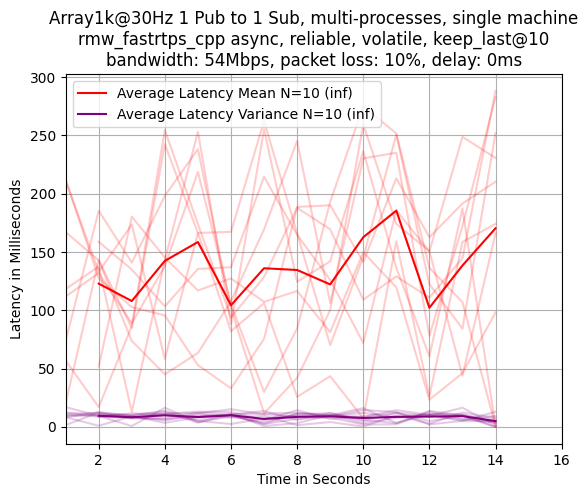 Array1k@30Hz 1 Pub to 1 Sub, multi-processes, single machine
rmw_fastrtps_cpp async, reliable, volatile, keep_last@10
bandwidth: 54Mbps, packet loss: 10%, delay: 0ms
300
250
200
150
100
50
0
Latency in Milliseconds
Average Latency Mean N=10 (inf)
Average Latency Variance N=10 (inf)
2 4 6 8 10 12 14 16
Time in Seconds